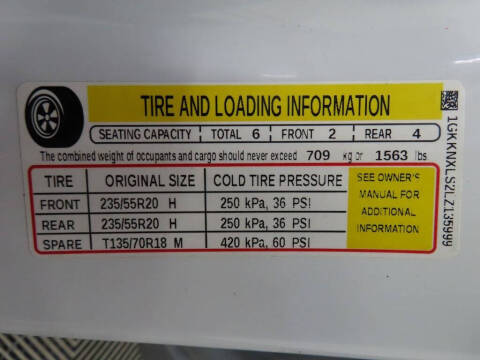 TIRE AND LOADING INFORMATION
SEATING CAPACITY TOTAL 6 FRONT 2 REAR 4
The combined weight of occupants and cargo should never exceed 709 kg or 1563 lbs
TIRE ORIGINAL SIZE COLD TIRE PRESSURE
FRONT 235/55R20 H 250 kPa, 36 PSI
REAR 235/55R20 H 250 kPa, 36 PSI
SPARE T135/70R18 M 420 kPa, 60 PSI
SEE OWNER'S
MANUAL FOR
ADDITIONAL
INFORMATION
1GKKNXLS2LZ135999